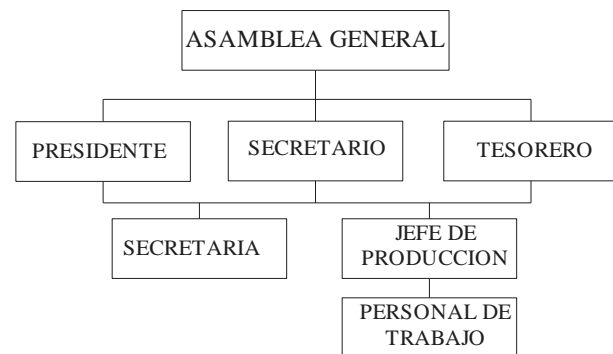 ASAMBLEA GENERAL
PRESIDENTE
SECRETARIO
TESORERO
SECRETARIA
JEFE DE
PRODUCCION
PERSONAL DE
TRABAJO